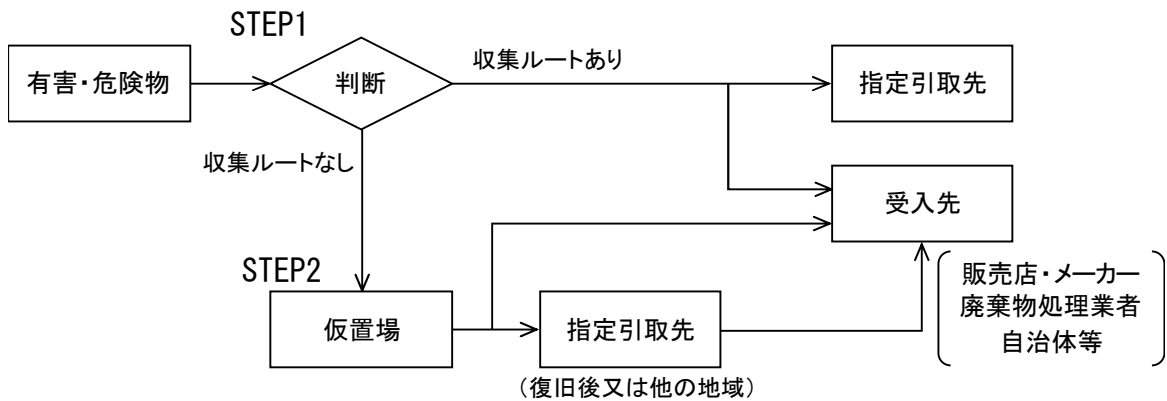 STEP1
有害・危険物
判断
収集ルートあり
指定引取先
収集ルートなし
受入先
STEP2
仮置場
指定引取先
(復旧後又は他の地域)
販売店・メーカー
廃棄物処理業者
自治体等